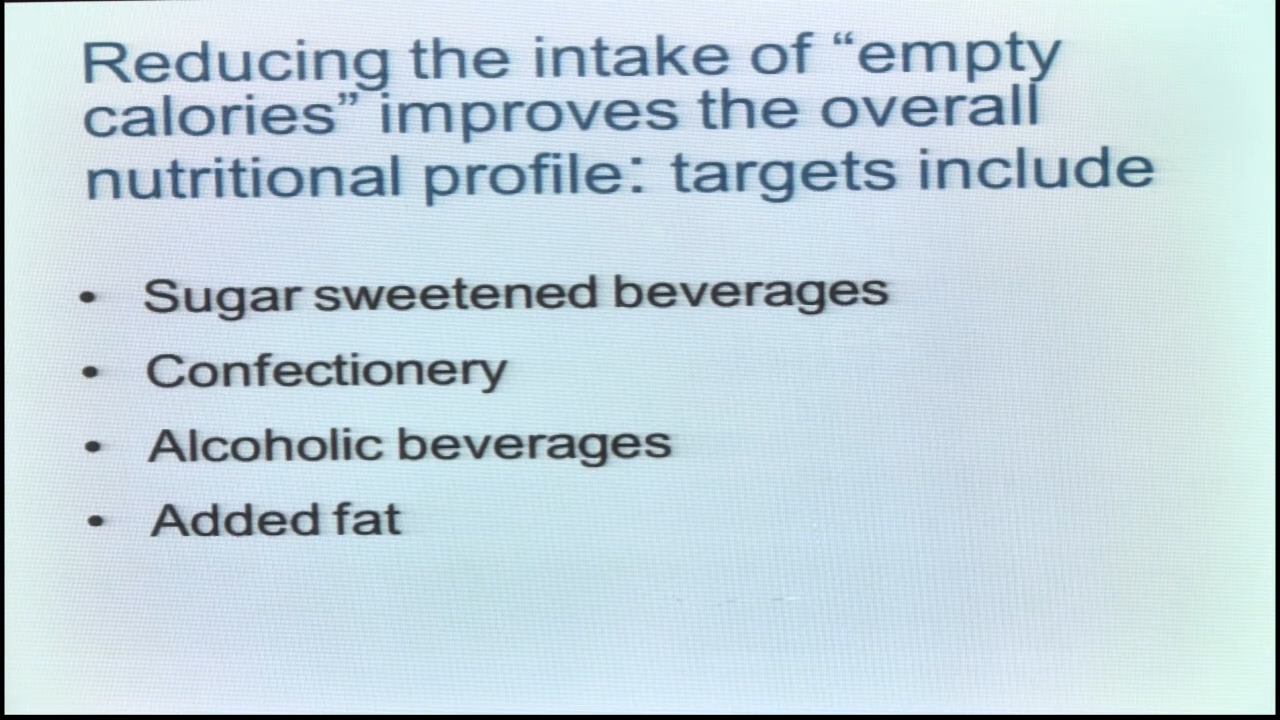 Reducing the intake of “empty
calories” improves the overall
nutritional profile: targets include
• Sugar sweetened beverages
• Confectionery
• Alcoholic beverages
• Added fat